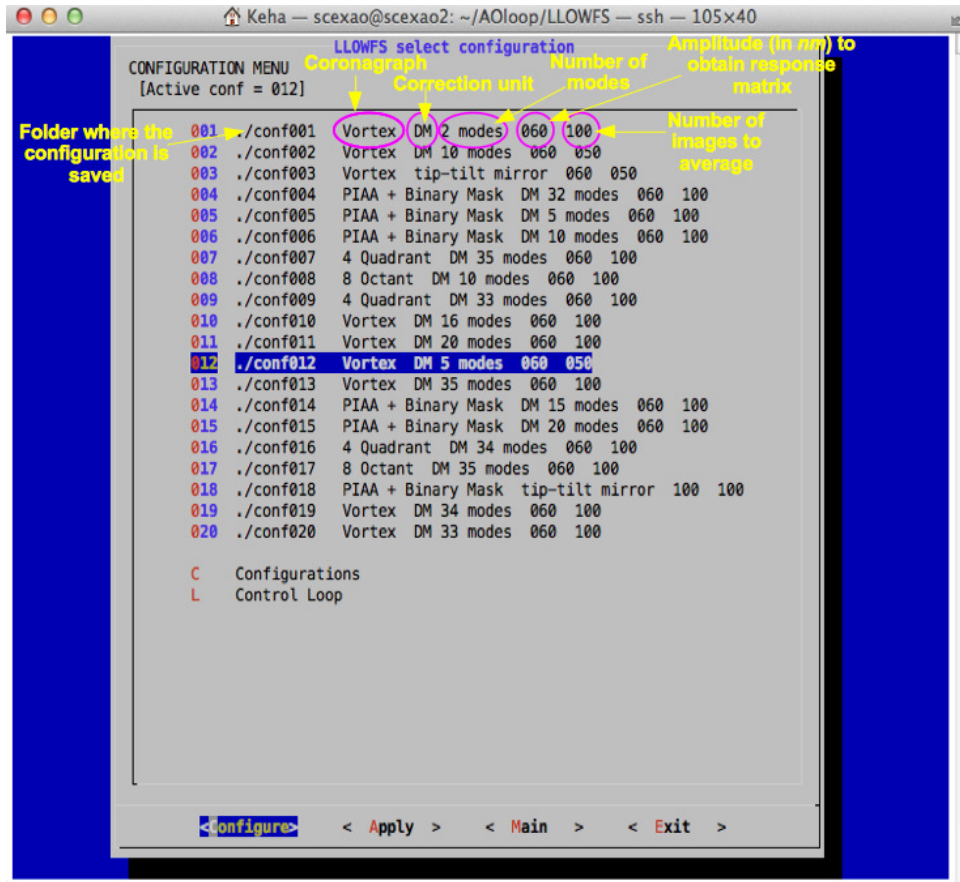 Keha — scexao@scexao2: ~/AOloop/LLOWFS — ssh — 105×40
LLOWFS select configuration
CONFIGURATION MENU
[Active conf = 012]
Coronagraph
Correction unit
Number of
modes
Amplitude (in nm) to
obtain response
matrix
Folder where the
configuration is
saved
Number of
images to
average
001 ./conf001 Vortex DM 2 modes 060 100
002 ./conf002 Vortex DM 10 modes 060 050
003 ./conf003 Vortex tip-tilt mirror 060 050
004 ./conf004 PIAA + Binary Mask DM 32 modes 060 100
005 ./conf005 PIAA + Binary Mask DM 5 modes 060 100
006 ./conf006 PIAA + Binary Mask DM 10 modes 060 100
007 ./conf007 4 Quadrant DM 35 modes 060 100
008 ./conf008 8 Octant DM 10 modes 060 100
009 ./conf009 4 Quadrant DM 33 modes 060 100
010 ./conf010 Vortex DM 16 modes 060 100
011 ./conf011 Vortex DM 20 modes 060 100
012 ./conf012 Vortex DM 5 modes 060 050
013 ./conf013 Vortex DM 35 modes 060 100
014 ./conf014 PIAA + Binary Mask DM 15 modes 060 100
015 ./conf015 PIAA + Binary Mask DM 20 modes 060 100
016 ./conf016 4 Quadrant DM 34 modes 060 100
017 ./conf017 8 Octant DM 35 modes 060 100
018 ./conf018 PIAA + Binary Mask tip-tilt mirror 100 100
019 ./conf019 Vortex DM 34 modes 060 100
020 ./conf020 Vortex DM 33 modes 060 100
C Configurations
L Control Loop
<Configure> < Apply > < Main > < Exit >